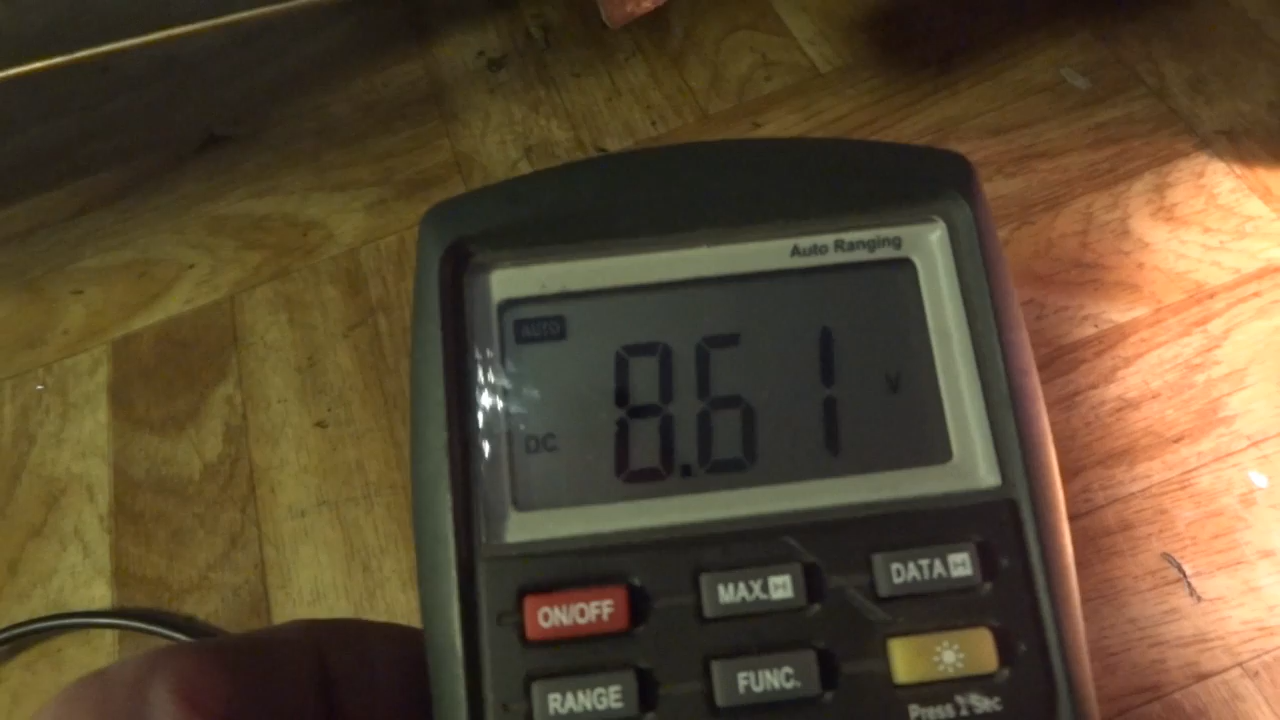 Auto Ranging
AUTO
DC 8.61 V
ON/OFF MAX.H DATA H
RANGE FUNC.
Press 2 Sec